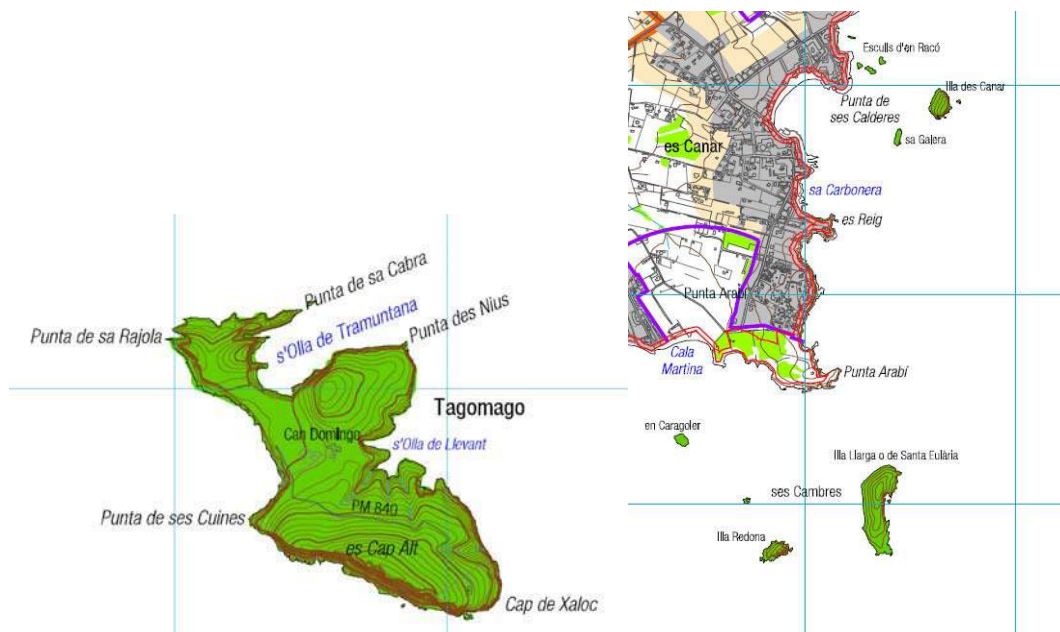 Punta de sa Cabra
Punta de sa Rajola
s'Olla de Tramuntana
Punta des Nius
Tagomago
Can Domingo
s'Olla de Llevant
PM 840
Punta de ses Cuines
es Cap Alt
Cap de Xaloc
Esculls d'en Racó
Illa des Canar
Punta de
ses Calderes
es Canar
sa Galera
sa Carbonera
es Reig
Punta Arabí
Cala
Martina
Punta Arabí
en Caragoler
Illa Llarga o de Santa Eulària
ses Cambres
Illa Redona